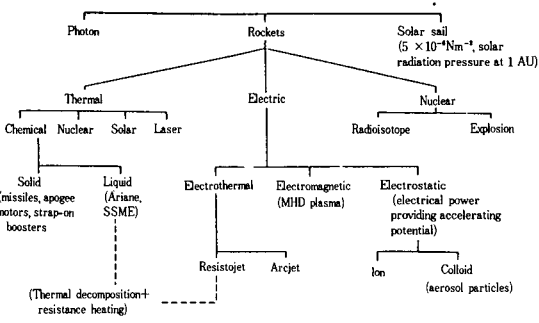 Photon
Rockets
Solar sail
(5 ×10⁻⁶Nm⁻², solar
radiation pressure at 1 AU)
Thermal
Electric
Nuclear
Chemical
Nuclear
Solar
Laser
Radioisotope
Explosion
Solid
(missiles, apogee
motors, strap-on
boosters
Liquid
(Ariane,
SSME)
Electrothermal
Electromagnetic
(MHD plasma)
Electrostatic
(electrical power
providing accelerating
potential)
Resistojet
Arcjet
Ion
Colloid
(aerosol particles)
(Thermal decomposition+
resistance heating)